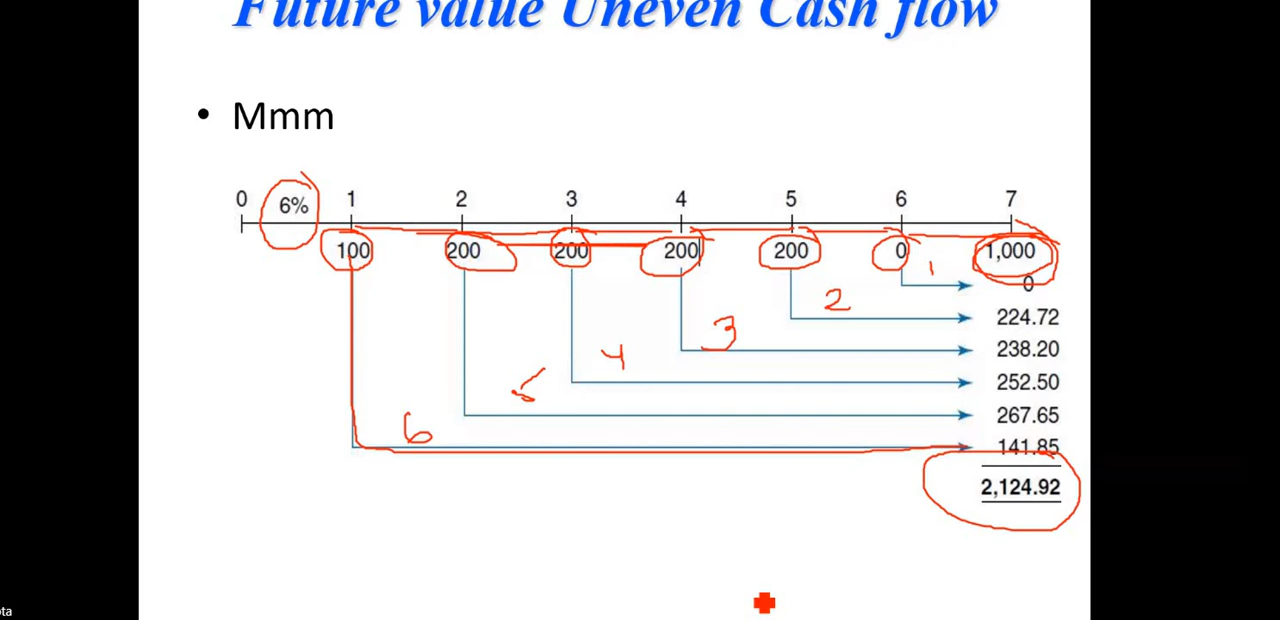 Future value Uneven Cash flow
• Mmm
0 6% 1 2 3 4 5 6 7
100 200 200 200 200 0 1,000
1 0
2 224.72
3 238.20
4 252.50
5 267.65
6 141.85
2,124.92
ota